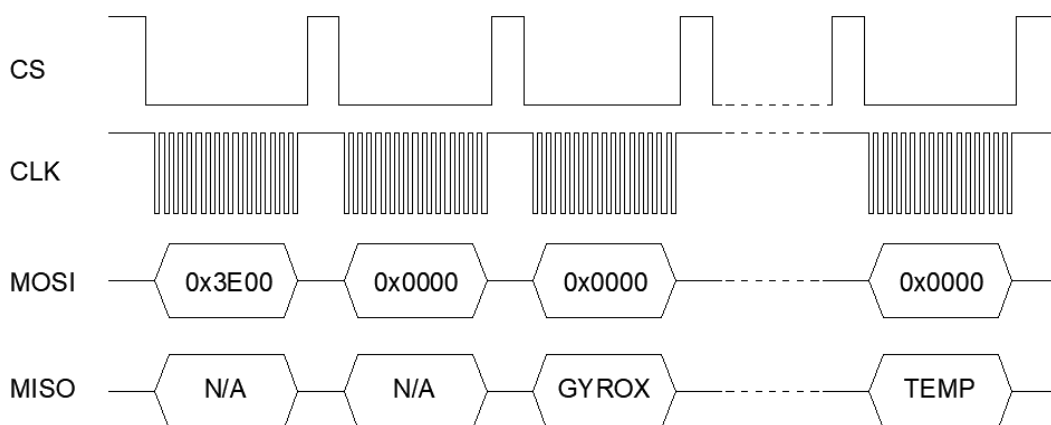 CS
CLK
MOSI 0x3E00 0x0000 0x0000 0x0000
MISO N/A N/A GYROX TEMP